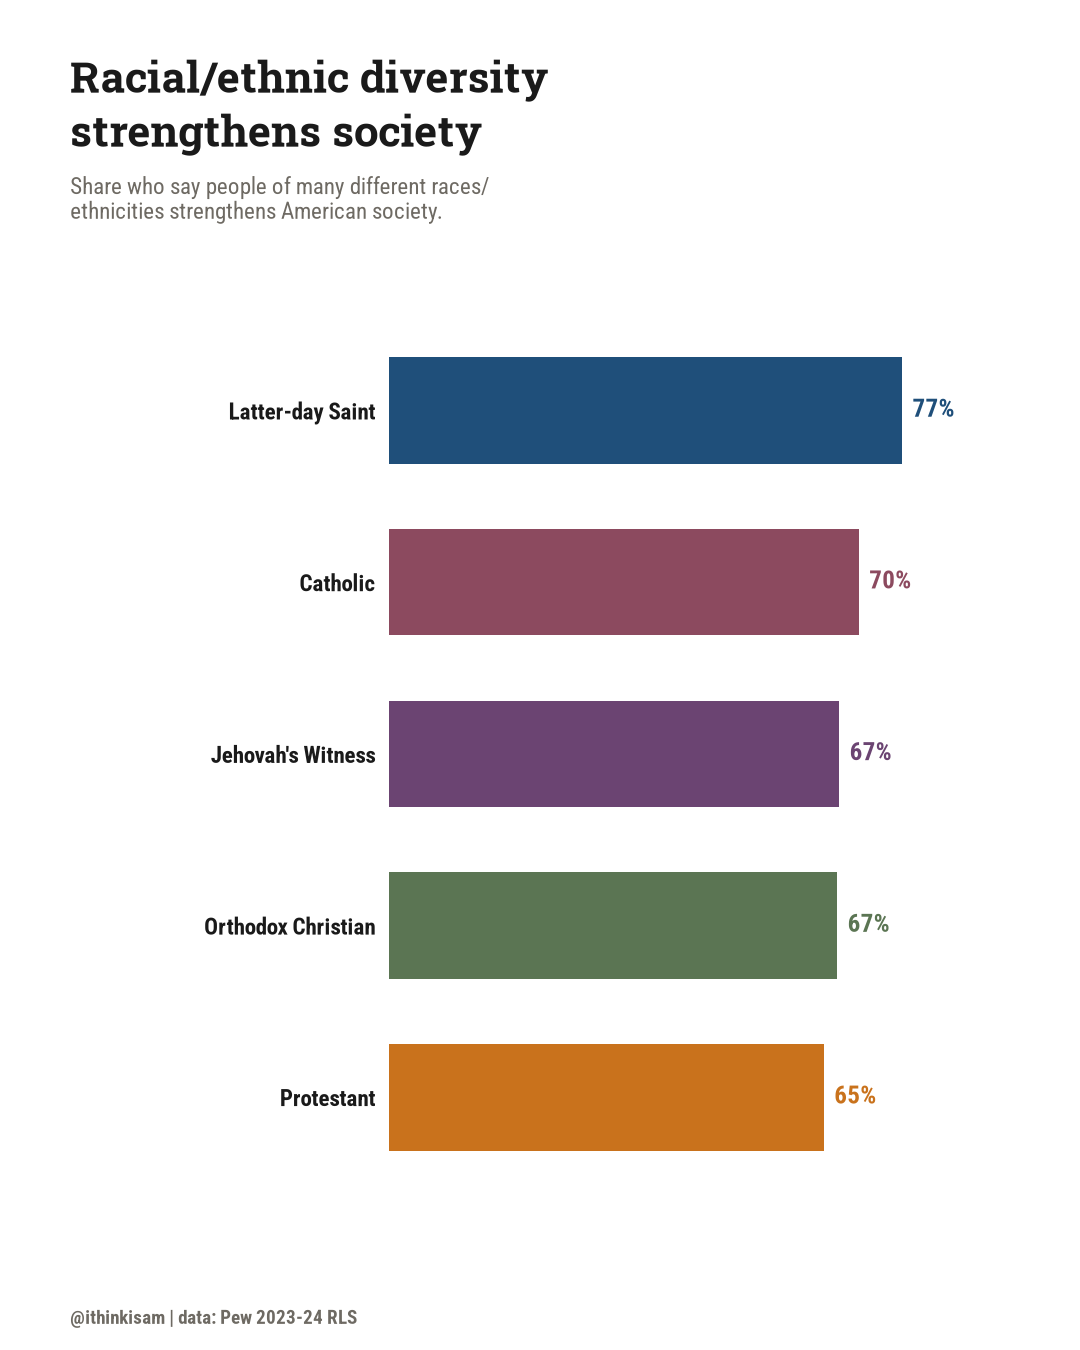 Racial/ethnic diversity
strengthens society
Share who say people of many different races/
ethnicities strengthens American society.
Latter-day Saint
77%
Catholic
70%
Jehovah's Witness
67%
Orthodox Christian
67%
Protestant
65%
@ithinkisam | data: Pew 2023-24 RLS